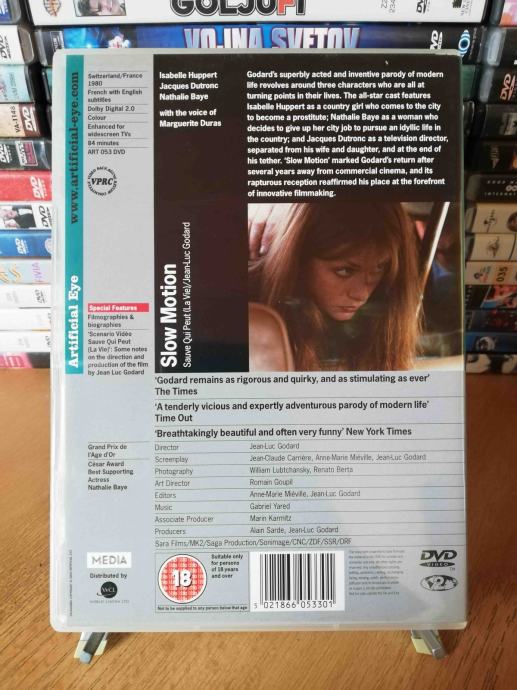 GOLJUFI
VOJNA SVETOV
www.artificial-eye.com
Artificial Eye
Switzerland/France
1980
French with English
subtitles
Dolby Digital 2.0
Colour
Enhanced for
widescreen TVs
84 minutes
ART 053 DVD
VPRC
Special Features
Filmographies &
biographies
'Scenario Vidéo
Sauve Qui Peut
(La Vie)': Some notes
on the direction and
production of the film
by Jean Luc Godard
Grand Prix de
l'Age d'Or
César Award
Best Supporting
Actress
Nathalie Baye
MEDIA
Distributed by
WCL
Isabelle Huppert
Jacques Dutronc
Nathalie Baye
with the voice of
Marguerite Duras
Slow Motion
Sauve Qui Peut (La Vie)/Jean-Luc Godard
Godard's superbly acted and inventive parody of modern
life revolves around three characters who are all at
turning points in their lives. The all-star cast features
Isabelle Huppert as a country girl who comes to the city
to become a prostitute; Nathalie Baye as a woman who
decides to give up her city job to pursue an idyllic life in
the country; and Jacques Dutronc as a television director,
separated from his wife and daughter, and at the end of
his tether. 'Slow Motion' marked Godard's return after
several years away from commercial cinema, and its
rapturous reception reaffirmed his place at the forefront
of innovative filmmaking.
'Godard remains as rigorous and quirky, and as stimulating as ever'
The Times
'A tenderly vicious and expertly adventurous parody of modern life'
Time Out
'Breathtakingly beautiful and often very funny' New York Times
Director Jean-Luc Godard
Screenplay Jean-Claude Carrière, Anne-Marie Miéville, Jean-Luc Godard
Photography William Lubtchansky, Renato Berta
Art Director Romain Goupil
Editors Anne-Marie Miéville, Jean-Luc Godard
Music Gabriel Yared
Associate Producer Marin Karmitz
Producers Alain Sarde, Jean-Luc Godard
Sara Films/MK2/Saga Production/Sonimage/CNC/ZDF/SSR/ORF
18
Suitable only
for persons
of 18 years
and over
Not to be supplied to any person below that age
5 021866 053301
DVD
VIDEO
2